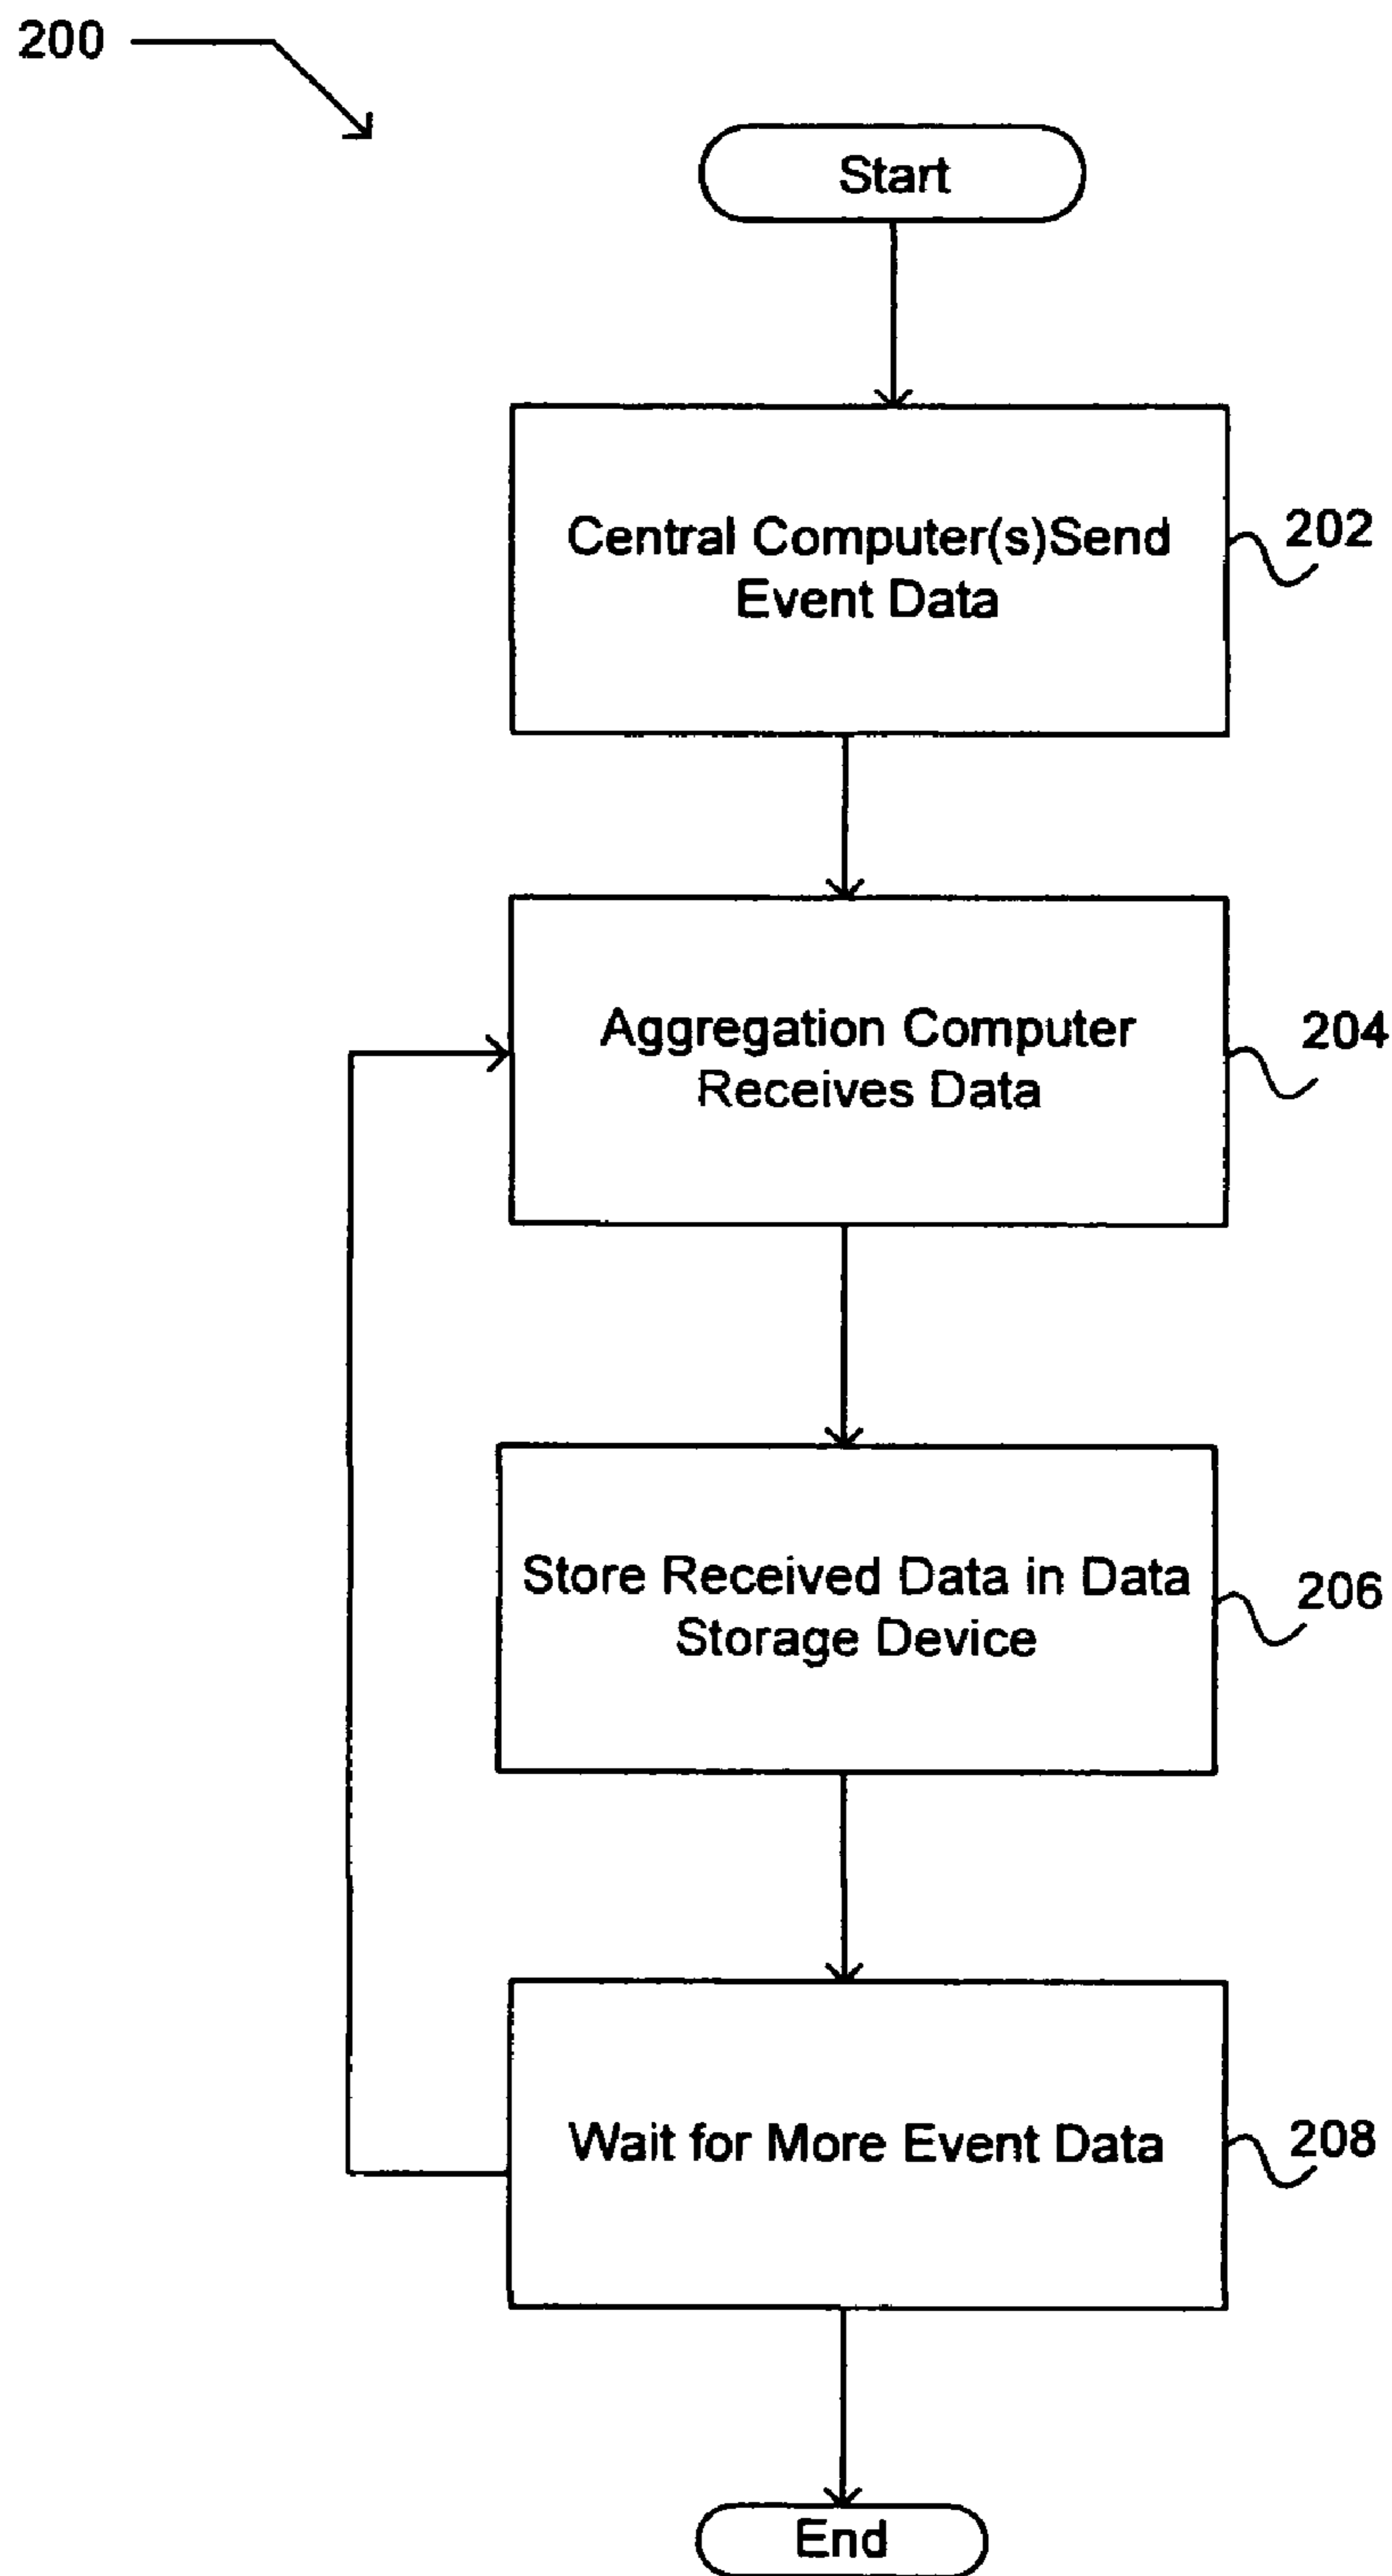 200
Start
Central Computer(s)Send
Event Data
202
Aggregation Computer
Receives Data
204
Store Received Data in Data
Storage Device
206
Wait for More Event Data
208
End